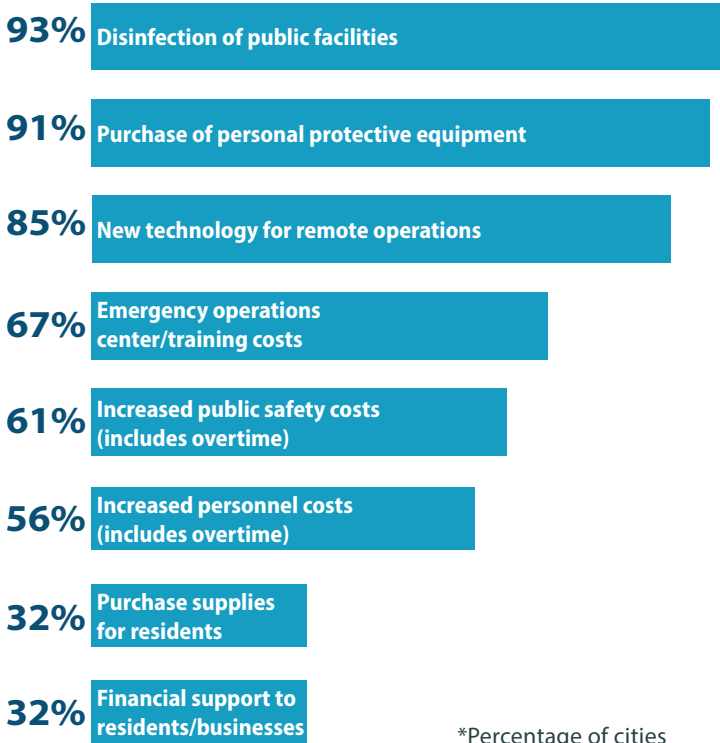 93% Disinfection of public facilities
91% Purchase of personal protective equipment
85% New technology for remote operations
67% Emergency operations
center/training costs
61% Increased public safety costs
(includes overtime)
56% Increased personnel costs
(includes overtime)
32% Purchase supplies
for residents
32% Financial support to
residents/businesses
*Percentage of cities